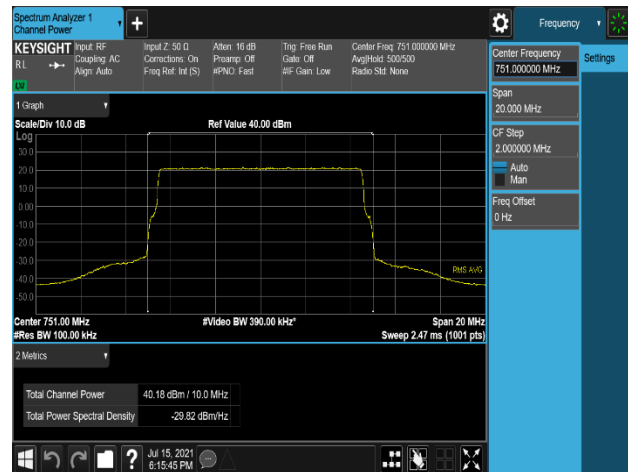 Spectrum Analyzer 1
Channel Power
Frequency
KEYSIGHT
R L
Input: RF
Coupling: AC
Align: Auto
Input Z: 50 Ω
Corrections: On
Freq Ref: Int (S)
Atten: 16 dB
Preamp: Off
#PNO: Fast
Trig: Free Run
Gate: Off
#IF Gain: Low
Center Freq: 751.000000 MHz
Avg|Hold: 500/500
Radio Std: None
Center Frequency
751.000000 MHz
Settings
Span
20.000 MHz
CF Step
2.000000 MHz
Auto
Man
Freq Offset
0 Hz
1 Graph
Scale/Div 10.0 dB
Ref Value 40.00 dBm
Log
30.0
20.0
10.0
0.00
-10.0
-20.0
-30.0
-40.0
-50.0
RMS AVG
Center 751.00 MHz
#Video BW 390.00 kHz*
Span 20 MHz
#Res BW 100.00 kHz
Sweep 2.47 ms (1001 pts)
2 Metrics
Total Channel Power
40.18 dBm / 10.0 MHz
Total Power Spectral Density
-29.82 dBm/Hz
?
Jul 15, 2021
6:15:45 PM